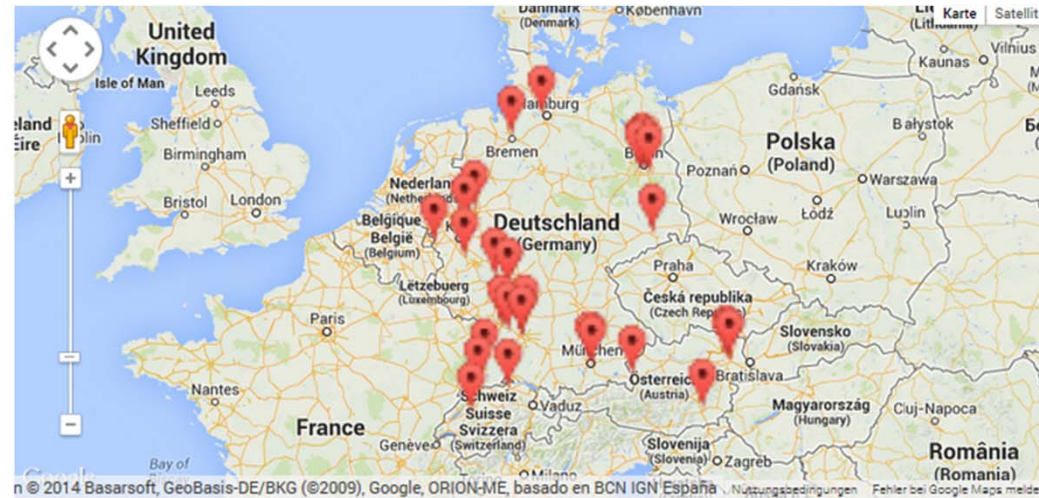 Danmark
(Denmark)
København
Karte
Satellit
United
Kingdom
(Lithuania)
Vilnius
Kaunas
Isle of Man
Leeds
Gdańsk
Sheffield
Hamburg
Białystok
Éire
Bremen
Polska
(Poland)
Birmingham
Poznań
Warszawa
Nederland
Bristol
London
Łódź
Lublin
België
(Belgium)
Deutschland
(Germany)
Wrocław
Praha
Kraków
Lëtzebuerg
(Luxembourg)
Česká republika
(Czech Republic)
Paris
Slovensko
(Slovakia)
München
Bratislava
Nantes
Österreich
(Austria)
Schweiz
Suisse
Svizzera
(Switzerland)
Vaduz
Magyarország
(Hungary)
Cluj-Napoca
France
Genève
Slovenija
(Slovenia)
Zagreb
România
(Romania)
Bay of
Milano
n © 2014 Basarsoft, GeoBasis-DE/BKG (©2009), Google, ORION-ME, basado en BCN IGN España
Nutzungsbedingungen
Fehler bei Google Maps melde